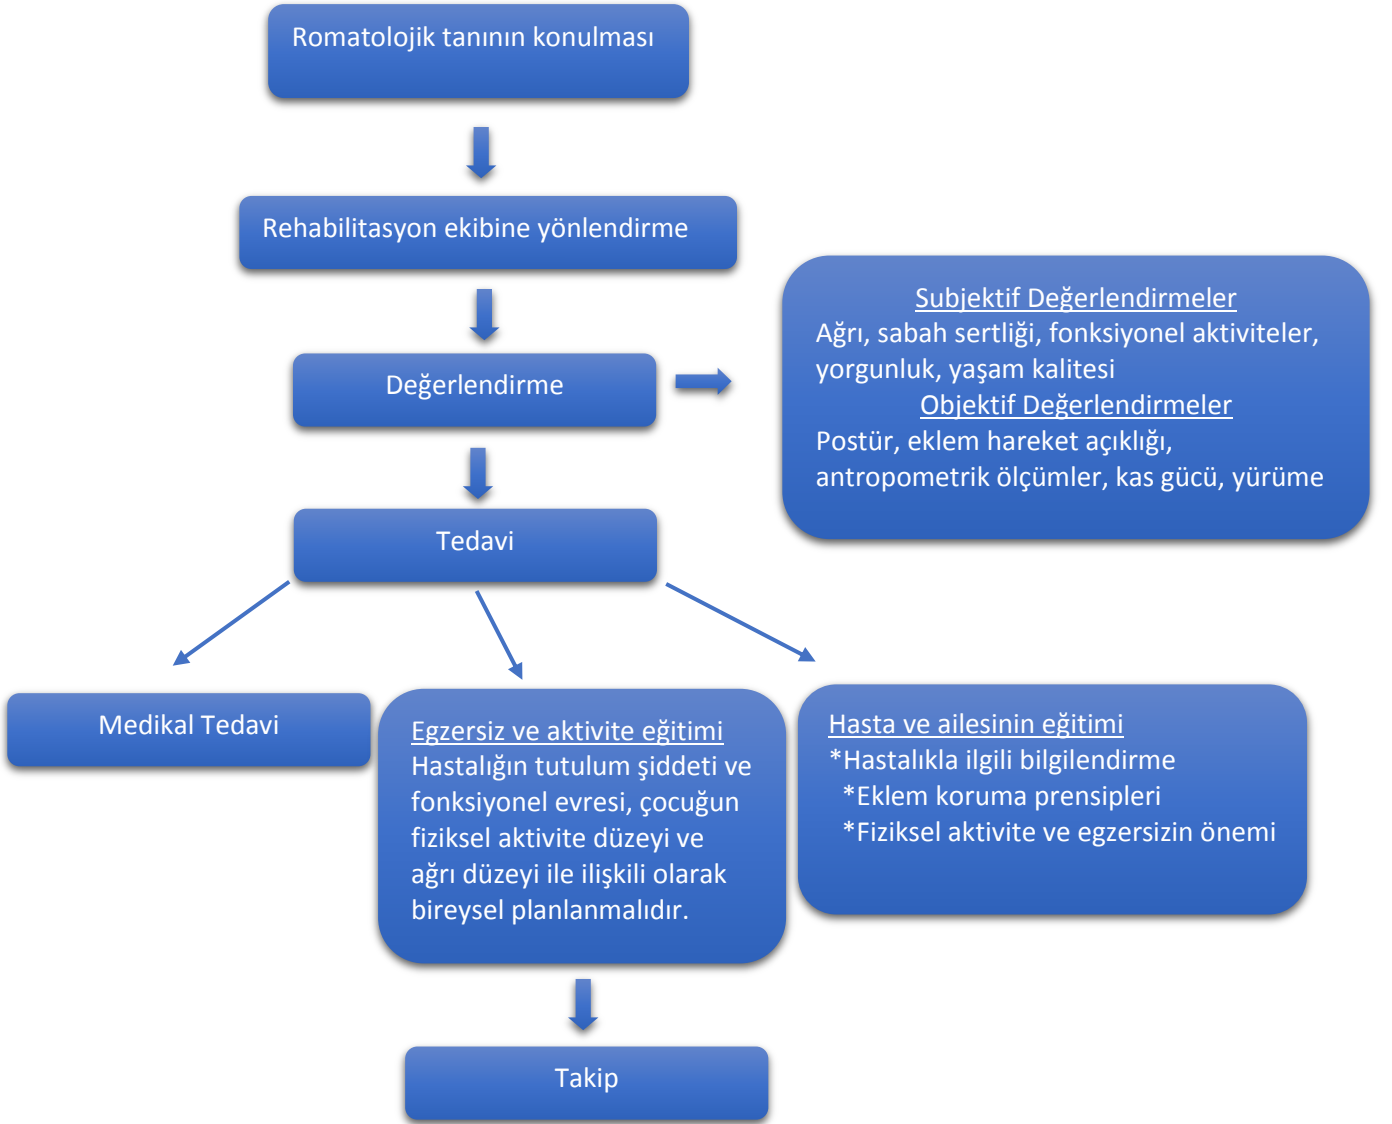 Romatolojik tanının konulması
Rehabilitasyon ekibine yönlendirme
Değerlendirme
Subjektif Değerlendirmeler
Ağrı, sabah sertliği, fonksiyonel aktiviteler,
yorgunluk, yaşam kalitesi
Objektif Değerlendirmeler
Postür, eklem hareket açıklığı,
antropometrik ölçümler, kas gücü, yürüme
Tedavi
Medikal Tedavi
Egzersiz ve aktivite eğitimi
Hastalığın tutulum şiddeti ve
fonksiyonel evresi, çocuğun
fiziksel aktivite düzeyi ve
ağrı düzeyi ile ilişkili olarak
bireysel planlanmalıdır.
Hasta ve ailesinin eğitimi
*Hastalıkla ilgili bilgilendirme
*Eklem koruma prensipleri
*Fiziksel aktivite ve egzersizin önemi
Takip